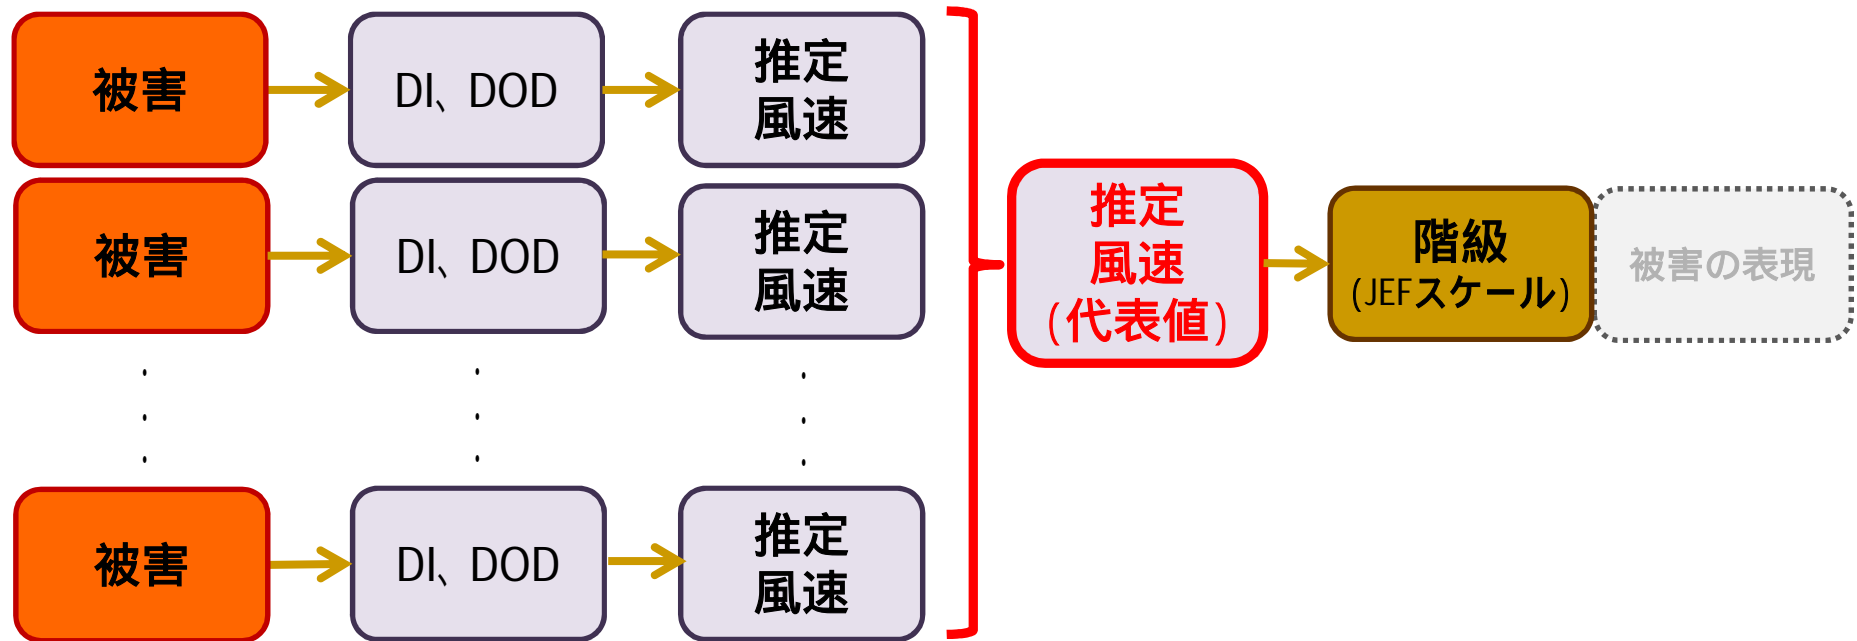 被害
DI、DOD
推定
風速
被害
DI、DOD
推定
風速
被害
DI、DOD
推定
風速
推定
風速
(代表値)
階級
(JEFスケール)
被害の表現